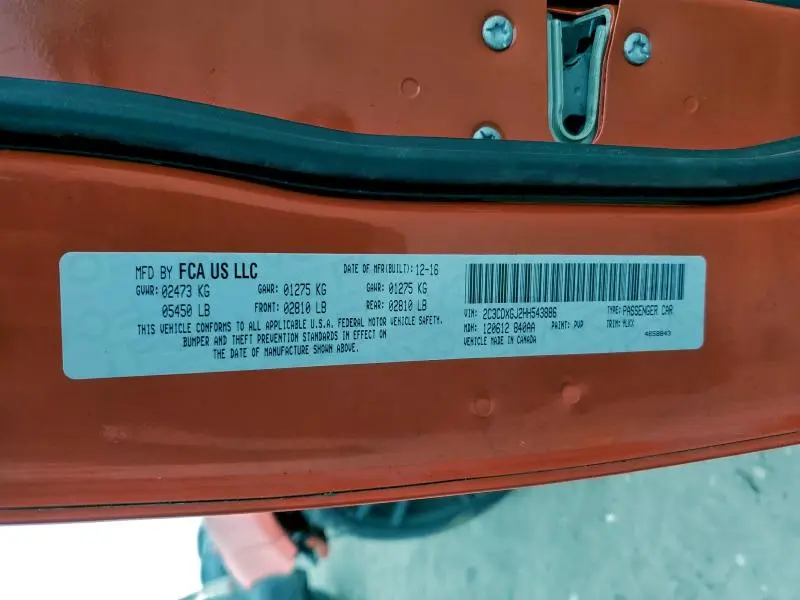 MFD BY FCA US LLC
DATE OF MFR(BUILT): 12-16
GVWR: 02473 KG
GAWR: 01275 KG
GAWR: 01275 KG
05450 LB
FRONT: 02810 LB
REAR: 02810 LB
THIS VEHICLE CONFORMS TO ALL APPLICABLE U.S.A. FEDERAL MOTOR VEHICLE SAFETY,
BUMPER AND THEFT PREVENTION STANDARDS IN EFFECT ON
THE DATE OF MANUFACTURE SHOWN ABOVE.
VIN: 2C3CDXGJ2HH543886
TYPE: PASSENGER CAR
MDH: 120612 840AA
PAINT: PVP
TRIM: MLKX
VEHICLE MADE IN CANADA
4658843